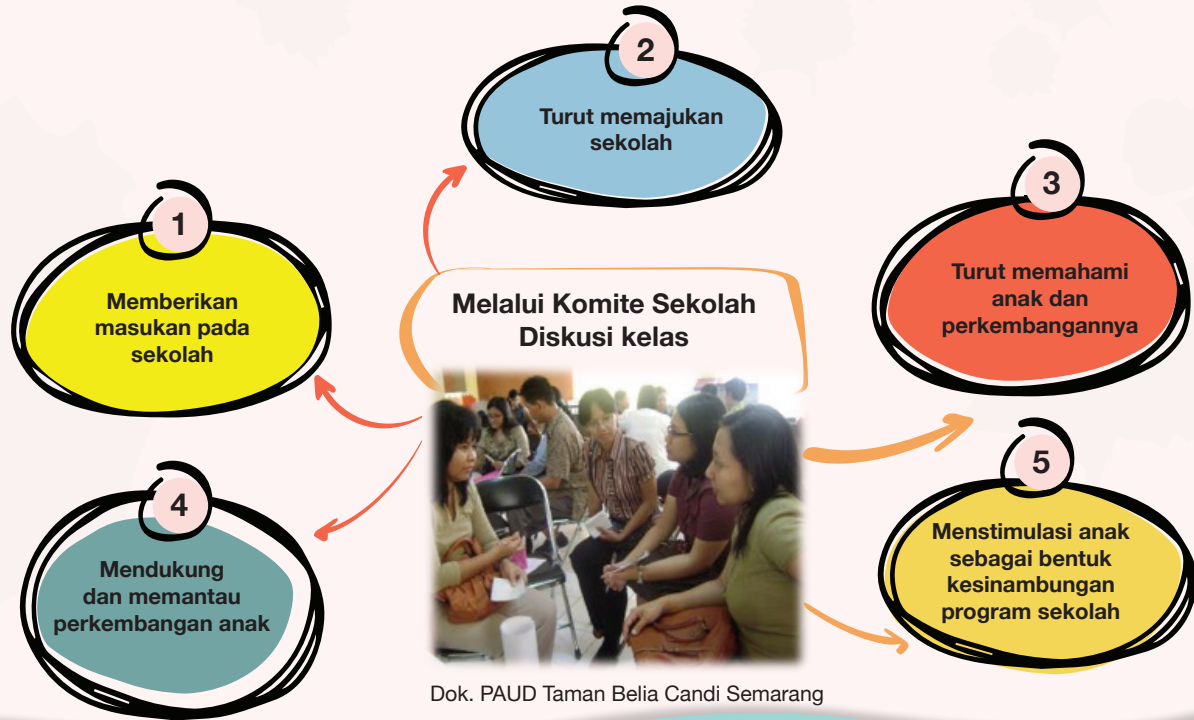 1
Memberikan
masukan pada
sekolah
2
Turut memajukan
sekolah
3
Turut memahami
anak dan
perkembangannya
Melalui Komite Sekolah
Diskusi kelas
4
Mendukung
dan memantau
perkembangan anak
5
Menstimulasi anak
sebagai bentuk
kesinambungan
program sekolah
Dok. PAUD Taman Belia Candi Semarang